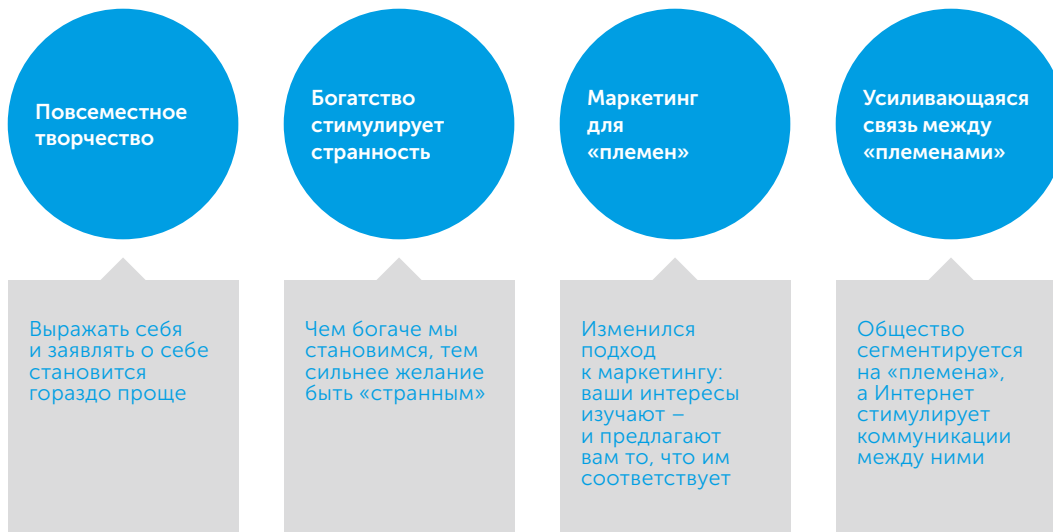 Повсеместное
творчество
Богатство
стимулирует
странность
Маркетинг
для
«племен»
Усиливающаяся
связь между
«племенами»
Выражать себя
и заявлять о себе
становится
гораздо проще
Чем богаче мы
становимся, тем
сильнее желание
быть «странным»
Изменился
подход
к маркетингу:
ваши интересы
изучают –
и предлагают
вам то, что им
соответствует
Общество
сегментируется
на «племена»,
а Интернет
стимулирует
коммуникации
между ними